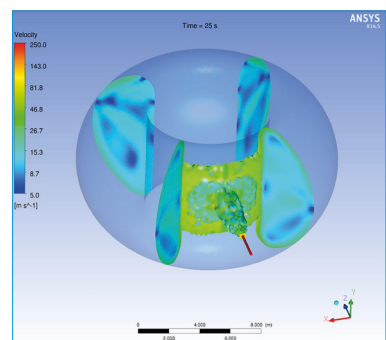 ANSYS
R14.5
Time = 25 s
Velocity
250.0
143.0
81.8
46.8
26.7
15.3
8.7
5.0
[m s^-1]
Y
Z
X
0 4.000 8.000 (m)
2.000 6.000